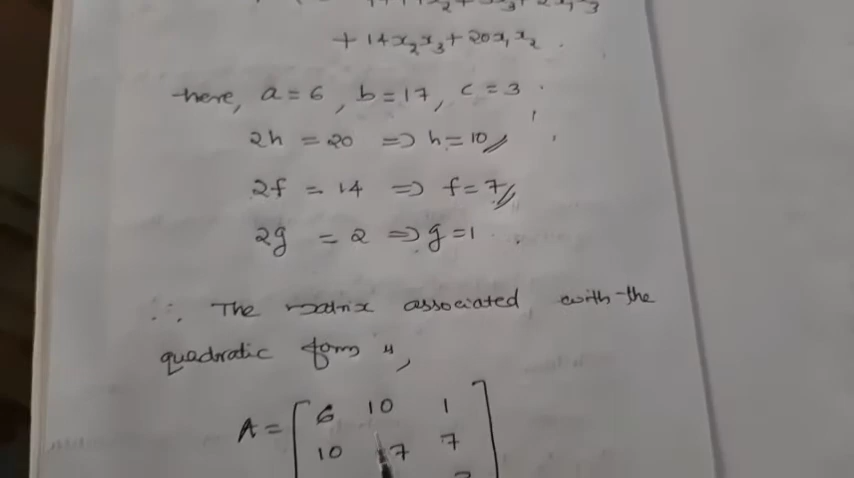 + 14x₂x₃ + 20x₁x₂ .
here, a = 6 , b = 17, c = 3 .
2h = 20 => h = 10 //
2f = 14 => f = 7 //
2g = 2 => g = 1 .
∴ The matrix associated with the
quadratic form is,
A = [ 6 10 1
10 17 7